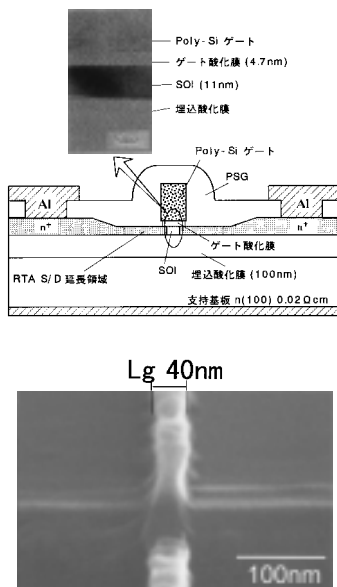 Poly-Si ゲート
ゲート酸化膜 (4.7nm)
SOI (11nm)
埋込酸化膜
Poly-Si ゲート
PSG
Al
Al
n⁺
n⁺
ゲート酸化膜
SOI
RTA S/D 延長領域
埋込酸化膜(100nm)
支持基板 n(100) 0.02Ωcm
Lg 40nm
100nm